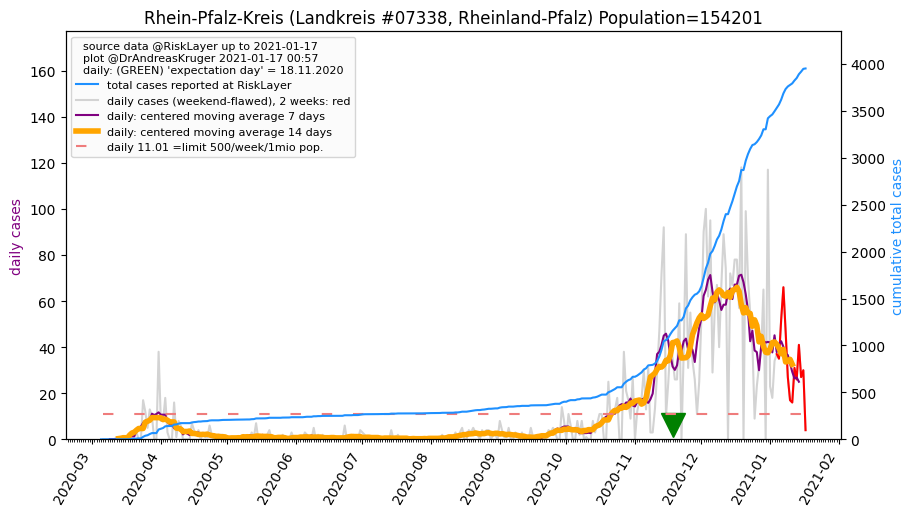 Rhein-Pfalz-Kreis (Landkreis #07338, Rheinland-Pfalz) Population=154201
source data @RiskLayer up to 2021-01-17
plot @DrAndreasKruger 2021-01-17 00:57
daily: (GREEN) 'expectation day' = 18.11.2020
total cases reported at RiskLayer
daily cases (weekend-flawed), 2 weeks: red
daily: centered moving average 7 days
daily: centered moving average 14 days
daily 11.01 =limit 500/week/1mio pop.
daily cases
160
140
120
100
80
60
40
20
0
cumulative total cases
4000
3500
3000
2500
2000
1500
1000
500
0
2020-03
2020-04
2020-05
2020-06
2020-07
2020-08
2020-09
2020-10
2020-11
2020-12
2021-01
2021-02